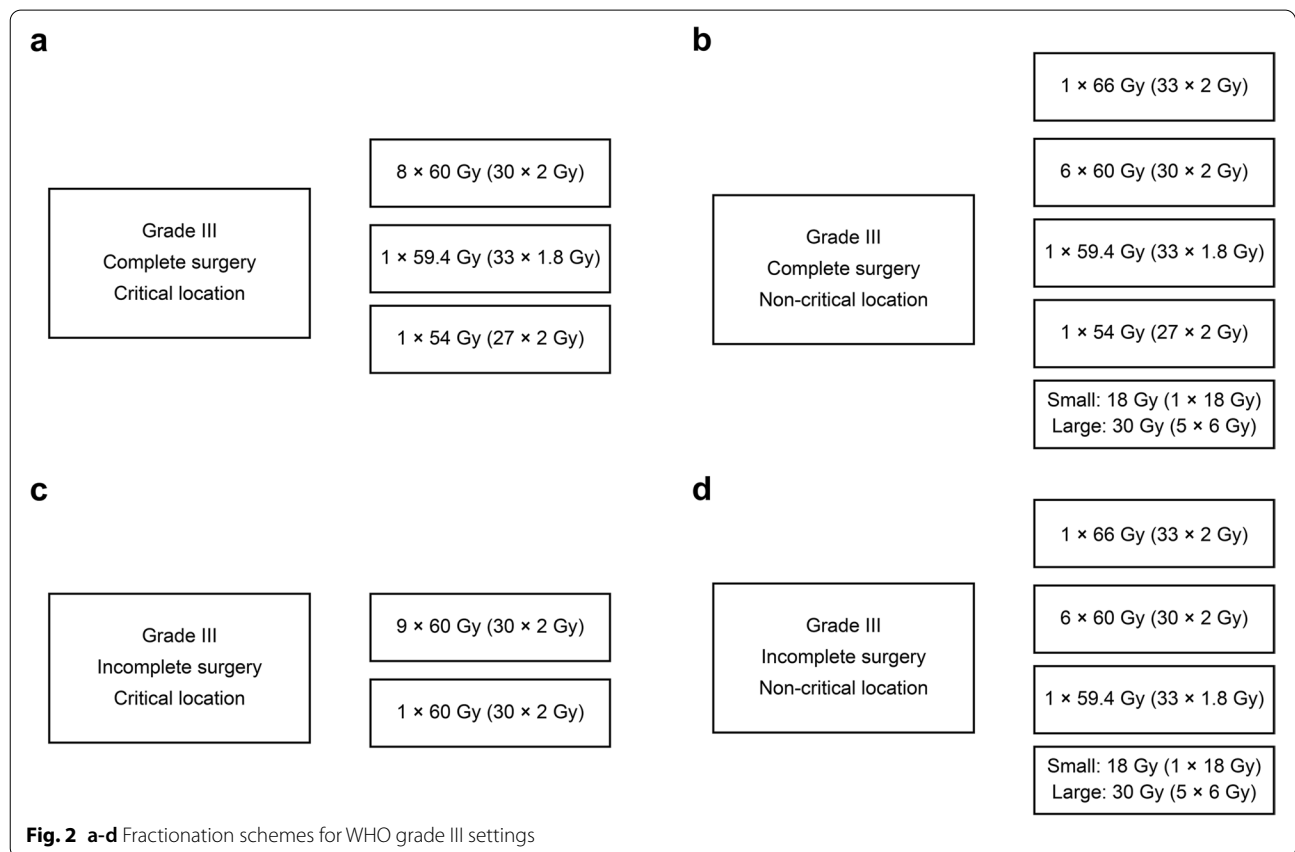 a
Grade III
Complete surgery
Critical location
8 × 60 Gy (30 × 2 Gy)
1 × 59.4 Gy (33 × 1.8 Gy)
1 × 54 Gy (27 × 2 Gy)
b
Grade III
Complete surgery
Non-critical location
1 × 66 Gy (33 × 2 Gy)
6 × 60 Gy (30 × 2 Gy)
1 × 59.4 Gy (33 × 1.8 Gy)
1 × 54 Gy (27 × 2 Gy)
Small: 18 Gy (1 × 18 Gy)
Large: 30 Gy (5 × 6 Gy)
c
Grade III
Incomplete surgery
Critical location
9 × 60 Gy (30 × 2 Gy)
1 × 60 Gy (30 × 2 Gy)
d
Grade III
Incomplete surgery
Non-critical location
1 × 66 Gy (33 × 2 Gy)
6 × 60 Gy (30 × 2 Gy)
1 × 59.4 Gy (33 × 1.8 Gy)
Small: 18 Gy (1 × 18 Gy)
Large: 30 Gy (5 × 6 Gy)
Fig. 2 a-d Fractionation schemes for WHO grade III settings